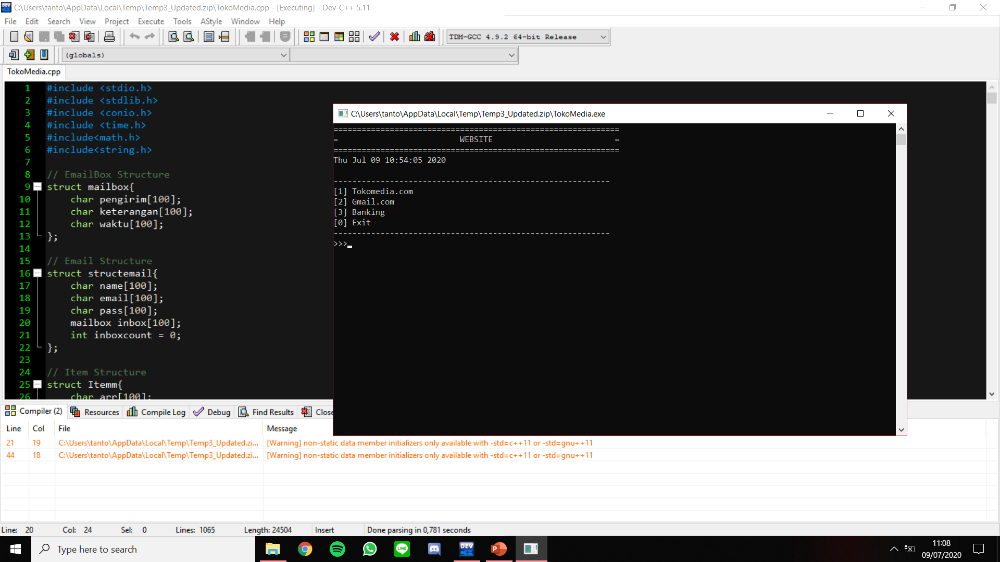 C:\Users\tanto\AppData\Local\Temp\Temp3_Updated.zip\TokoMedia.cpp - [Executing] - Dev-C++ 5.11
File Edit Search View Project Execute Tools AStyle Window Help
TDM-GCC 4.9.2 64-bit Release
(globals)
TokoMedia.cpp
1 #include <stdio.h>
2 #include <stdlib.h>
3 #include <conio.h>
4 #include <time.h>
5 #include<math.h>
6 #include<string.h>
7
8 // EmailBox Structure
9 struct mailbox{
10 char pengirim[100];
11 char keterangan[100];
12 char waktu[100];
13 };
14
15 // Email Structure
16 struct structemail{
17 char name[100];
18 char email[100];
19 char pass[100];
20 mailbox inbox[100];
21 int inboxcount = 0;
22 };
23
24 // Item Structure
25 struct Itemm{
26 char arr[100];
C:\Users\tanto\AppData\Local\Temp\Temp3_Updated.zip\TokoMedia.exe
=============================================================
= WEBSITE =
=============================================================
Thu Jul 09 10:54:05 2020
-----------------------------------------------------------
[1] Tokomedia.com
[2] Gmail.com
[3] Banking
[0] Exit
-----------------------------------------------------------
>>>
Compiler (2) Resources Compile Log Debug Find Results Close
Line Col File Message
21 19 C:\Users\tanto\AppData\Local\Temp\Temp3_Updated.zi... [Warning] non-static data member initializers only available with -std=c++11 or -std=gnu++11
44 18 C:\Users\tanto\AppData\Local\Temp\Temp3_Updated.zi... [Warning] non-static data member initializers only available with -std=c++11 or -std=gnu++11
Line: 20 Col: 24 Sel: 0 Lines: 1065 Length: 24504 Insert Done parsing in 0,781 seconds
Type here to search
LINE
DEV C++
P
11:08
09/07/2020